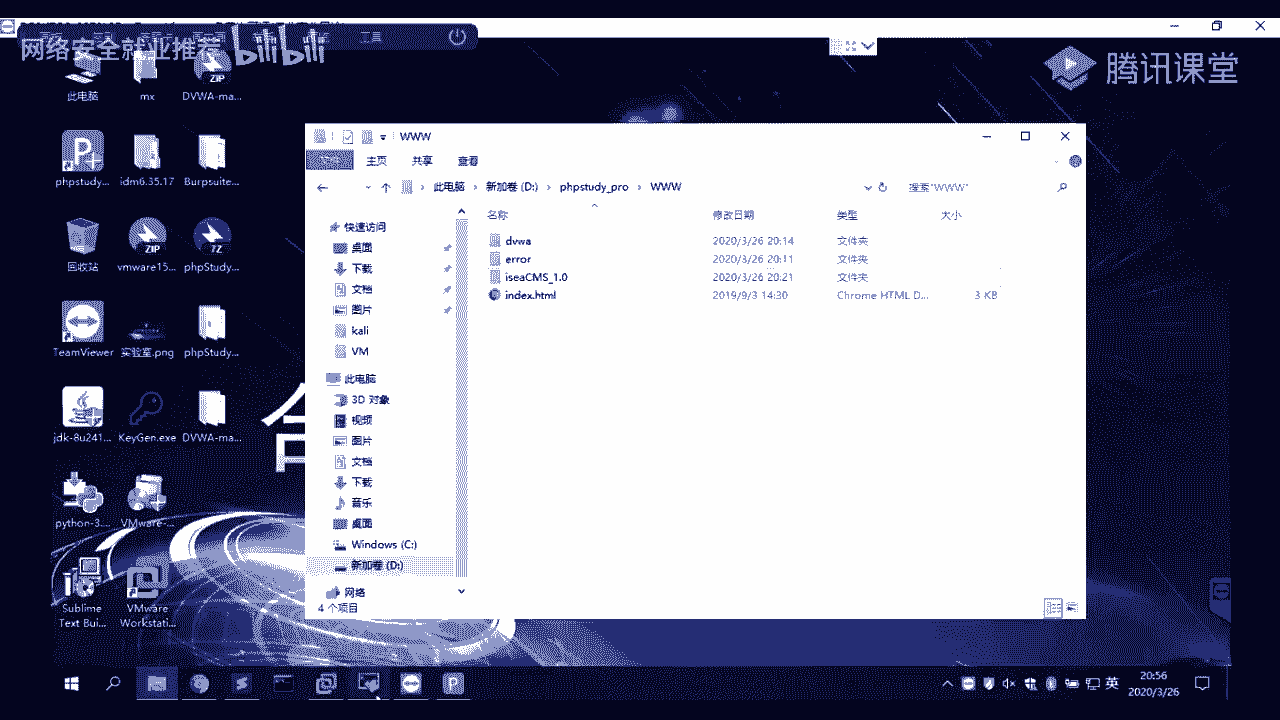 网络安全就业推荐 bilibili
工具
腾讯课堂
此电脑
mx
DVWA-ma...
phpstudy...
idm6.35.17
Burpsuite...
回收站
vmware15...
phpStudy...
TeamViewer
实验室.png
phpStudy...
jdk-8u241...
KeyGen.exe
DVWA-ma...
python-3....
VMware-...
Sublime
Text Bui...
VMware
Workstati...
WWW
主页
共享
查看
此电脑 › 新加卷 (D:) › phpstudy_pro › WWW
搜索"WWW"
名称
修改日期
类型
大小
dvwa
2020/3/26 20:14
文件夹
error
2020/3/26 20:11
文件夹
iseaCMS_1.0
2020/3/26 20:21
文件夹
index.html
2019/9/3 14:30
Chrome HTML D...
3 KB
快速访问
桌面
下载
文档
图片
kali
VM
此电脑
3D 对象
视频
图片
文档
下载
音乐
桌面
Windows (C:)
新加卷 (D:)
网络
4 个项目
英
20:56
2020/3/26